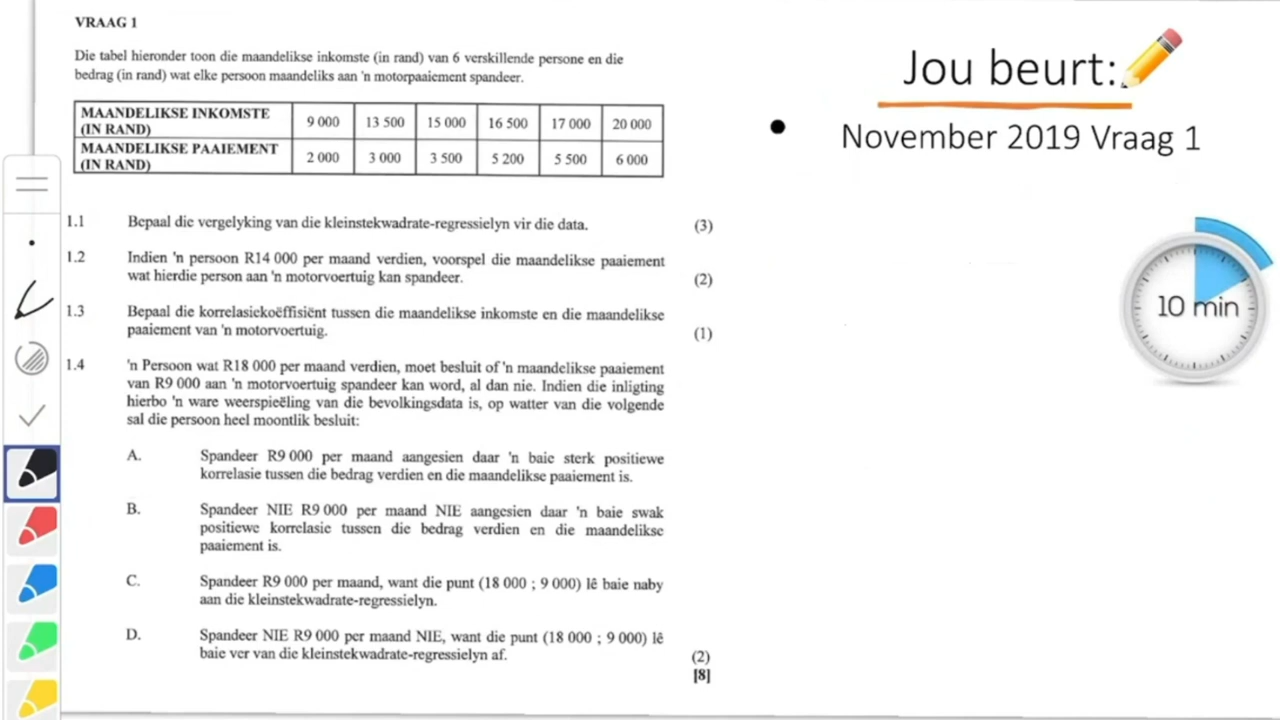 VRAAG 1
Die tabel hieronder toon die maandelikse inkomste (in rand) van 6 verskillende persone en die
bedrag (in rand) wat elke persoon maandeliks aan 'n motorpaaiement spandeer.
MAANDELIKSE INKOMSTE (IN RAND) 9 000 13 500 15 000 16 500 17 000 20 000
MAANDELIKSE PAAIEMENT (IN RAND) 2 000 3 000 3 500 5 200 5 500 6 000
1.1 Bepaal die vergelyking van die kleinstekwadrate-regressielyn vir die data. (3)
1.2 Indien 'n persoon R14 000 per maand verdien, voorspel die maandelikse paaiement
wat hierdie person aan 'n motorvoertuig kan spandeer. (2)
1.3 Bepaal die korrelasiekoëffisiënt tussen die maandelikse inkomste en die maandelikse
paaiement van 'n motorvoertuig. (1)
1.4 'n Persoon wat R18 000 per maand verdien, moet besluit of 'n maandelikse paaiement
van R9 000 aan 'n motorvoertuig spandeer kan word, al dan nie. Indien die inligting
hierbo 'n ware weerspieëling van die bevolkingsdata is, op watter van die volgende
sal die persoon heel moontlik besluit:
A. Spandeer R9 000 per maand aangesien daar 'n baie sterk positiewe
korrelasie tussen die bedrag verdien en die maandelikse paaiement is.
B. Spandeer NIE R9 000 per maand NIE aangesien daar 'n baie swak
positiewe korrelasie tussen die bedrag verdien en die maandelikse
paaiement is.
C. Spandeer R9 000 per maand, want die punt (18 000 ; 9 000) lê baie naby
aan die kleinstekwadrate-regressielyn.
D. Spandeer NIE R9 000 per maand NIE, want die punt (18 000 ; 9 000) lê
baie ver van die kleinstekwadrate-regressielyn af. (2)
[8]
Jou beurt:
• November 2019 Vraag 1
10 min